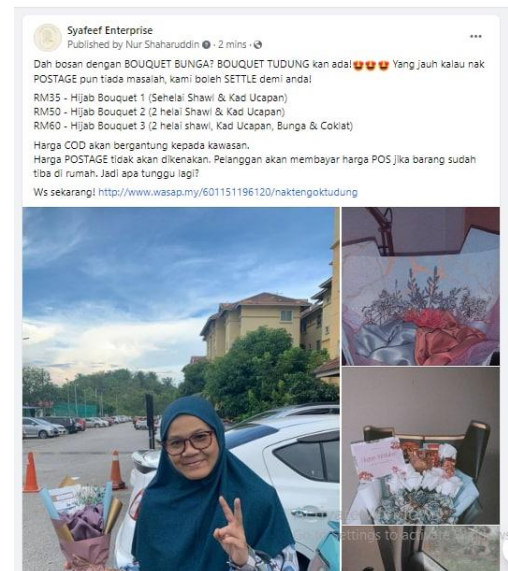 Syafeef Enterprise
Published by Nur Shaharuddin · 2 mins ·
Dah bosan dengan BOUQUET BUNGA? BOUQUET TUDUNG kan ada!😍😍😍 Yang jauh kalau nak
POSTAGE pun tiada masalah, kami boleh SETTLE demi anda!
RM35 - Hijab Bouquet 1 (Sehelai Shawl & Kad Ucapan)
RM50 - Hijab Bouquet 2 (2 helai Shawl & Kad Ucapan)
RM60 - Hijab Bouquet 3 (2 helai shawl, Kad Ucapan, Bunga & Coklat)
Harga COD akan bergantung kepada kawasan.
Harga POSTAGE tidak akan dikenakan. Pelanggan akan membayar harga POS jika barang sudah
tiba di rumah. Jadi apa tunggu lagi?
Ws sekarang! http://www.wasap.my/601151196120/naktengoktudung
ettings to activate